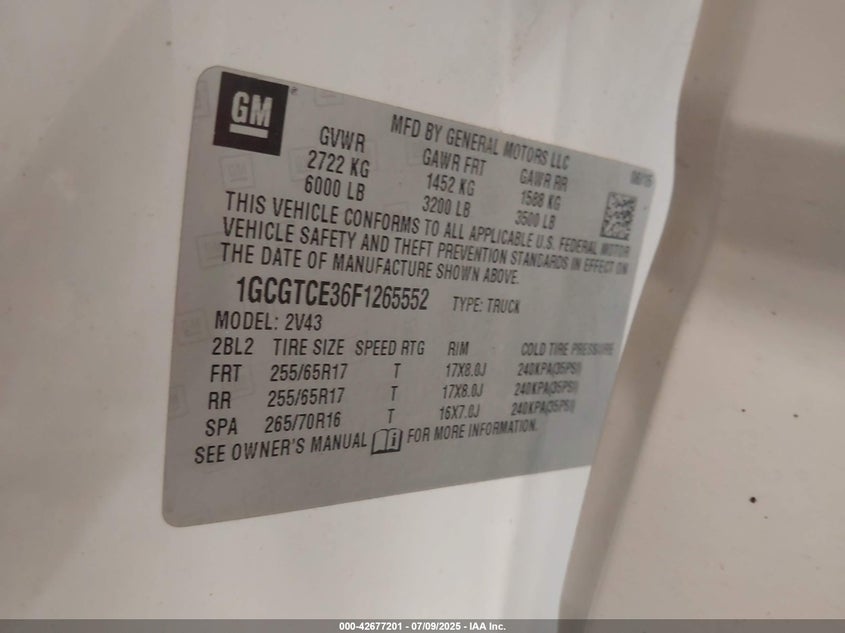 GM
MFD BY GENERAL MOTORS LLC
08/15
GVWR GAWR FRT GAWR RR
2722 KG 1452 KG 1588 KG
6000 LB 3200 LB 3500 LB
THIS VEHICLE CONFORMS TO ALL APPLICABLE U.S. FEDERAL MOTOR
VEHICLE SAFETY AND THEFT PREVENTION STANDARDS IN EFFECT ON
THE DATE OF MANUFACTURE SHOWN ABOVE.
1GCGTCE36F1265552 TYPE: TRUCK
MODEL: 2V43
2BL2 TIRE SIZE SPEED RTG RIM COLD TIRE PRESSURE
FRT 255/65R17 T 17X8.0J 240KPA(35PSI)
RR 255/65R17 T 17X8.0J 240KPA(35PSI)
SPA 265/70R16 T 16X7.0J 240KPA(35PSI)
SEE OWNER'S MANUAL FOR MORE INFORMATION.
000-42677201 / 07/09/2025 - IAA Inc.